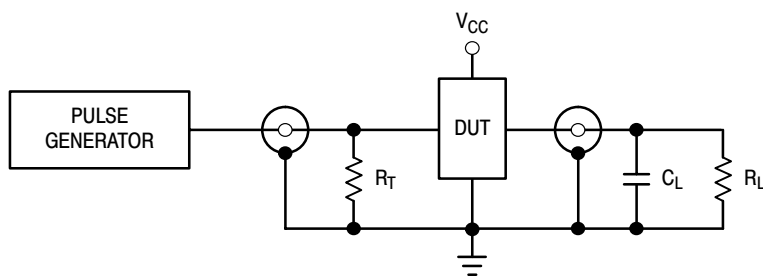 V_CC
PULSE
GENERATOR
DUT
R_T
C_L
R_L